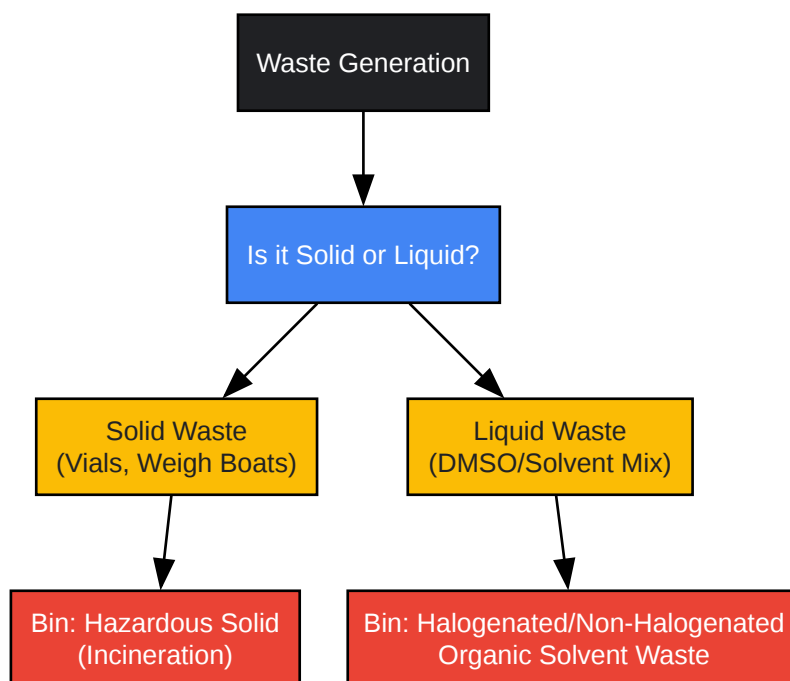 Waste Generation
Is it Solid or Liquid?
Solid Waste
(Vials, Weigh Boats)
Liquid Waste
(DMSO/Solvent Mix)
Bin: Hazardous Solid
(Incineration)
Bin: Halogenated/Non-Halogenated
Organic Solvent Waste